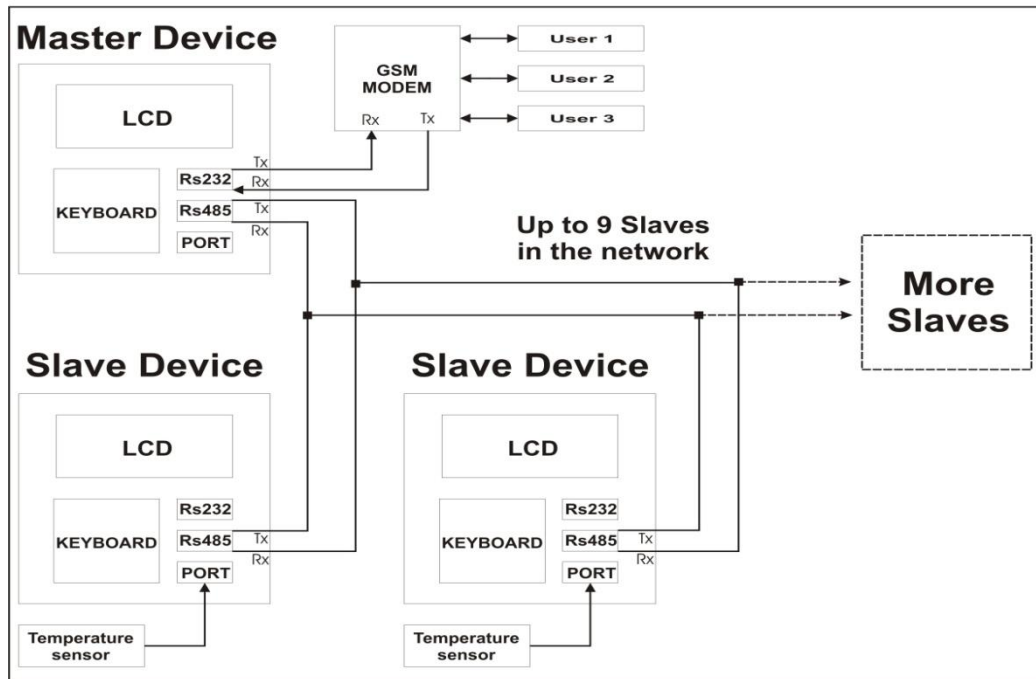 Master Device
LCD
KEYBOARD
Rs232
Rs485
PORT
Tx
Rx
Tx
Rx
GSM
MODEM
Rx
Tx
User 1
User 2
User 3
Up to 9 Slaves
in the network
More
Slaves
Slave Device
LCD
KEYBOARD
Rs232
Rs485
PORT
Tx
Rx
Temperature
sensor
Slave Device
LCD
KEYBOARD
Rs232
Rs485
PORT
Tx
Rx
Temperature
sensor